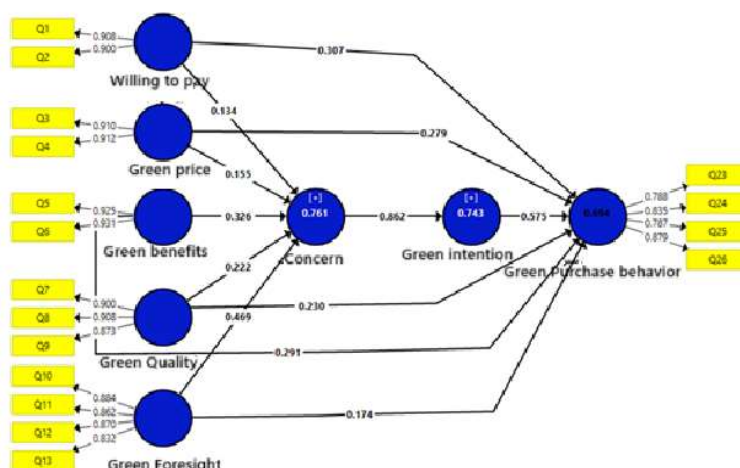 Q1
0.908
Q2
0.900
Willing to pay
0.307
0.134
Q3
0.910
Q4
0.912
Green price
0.279
0.155
Q5
0.925
Q6
0.931
Green benefits
0.326
[+]
0.761
Concern
0.862
[+]
0.743
Green intention
0.575
Green Purchase behavior
0.788
Q23
0.835
Q24
0.787
Q25
0.879
Q26
0.222
0.230
0.469
Q7
0.900
Q8
0.908
Q9
0.873
Green Quality
0.291
Q10
0.884
Q11
0.862
Q12
0.870
Q13
0.832
Green Foresight
0.174